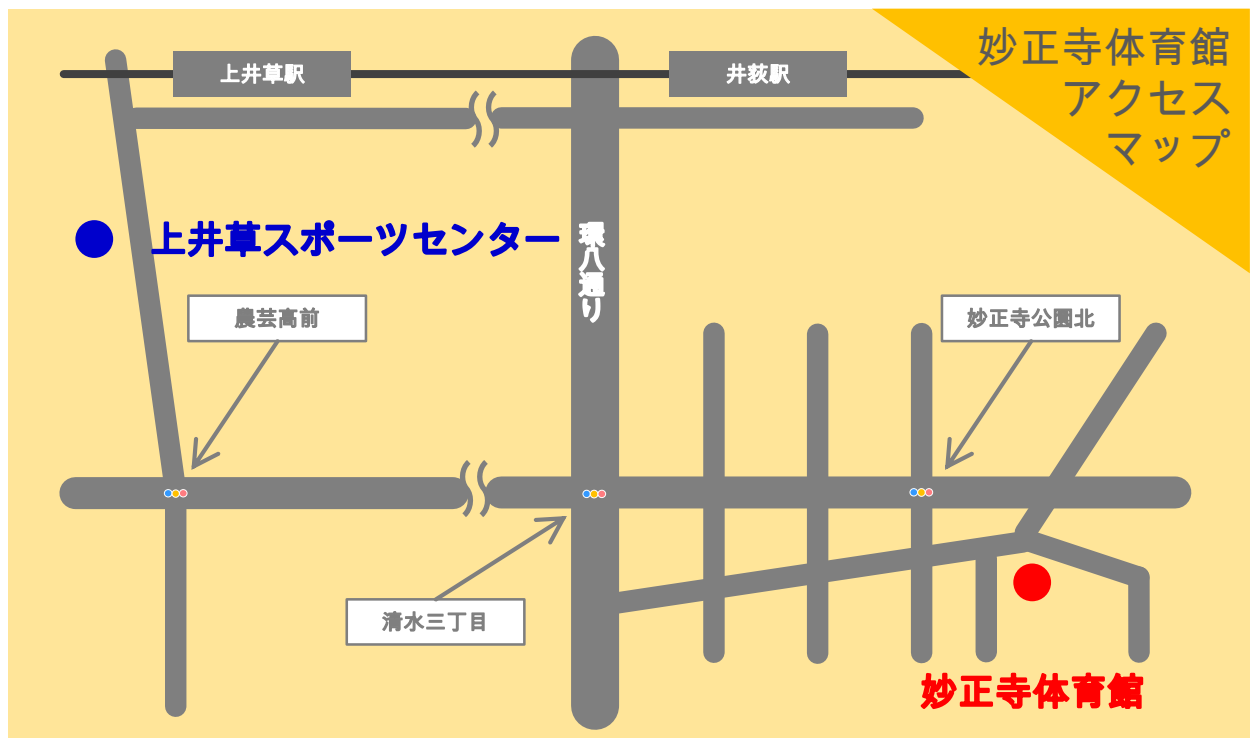 妙正寺体育館
アクセス
マップ
上井草駅
井荻駅
上井草スポーツセンター
環八通り
農芸高前
妙正寺公園北
清水三丁目
妙正寺体育館